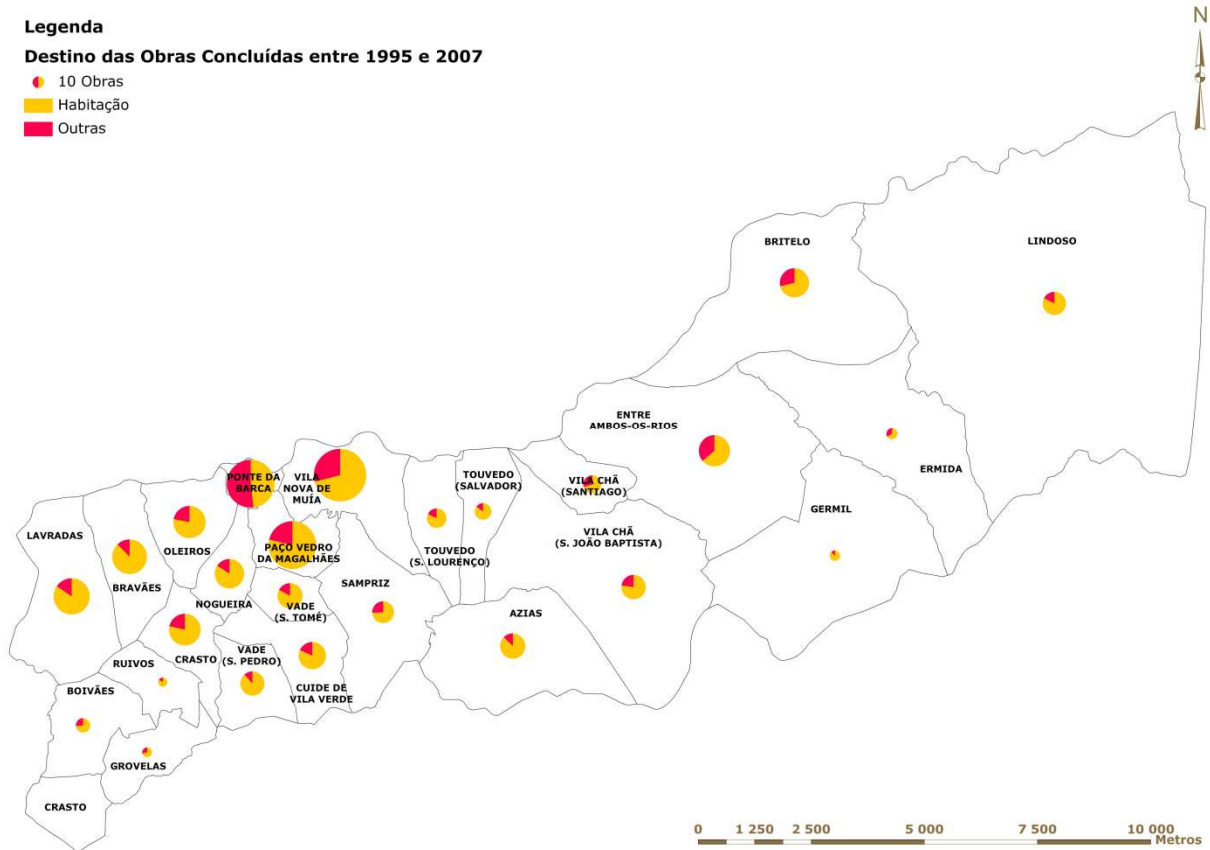 Legenda
Destino das Obras Concluídas entre 1995 e 2007
10 Obras
Habitação
Outras
N
BRITELO
LINDOSO
ENTRE
AMBOS-OS-RIOS
ERMIDA
GERMIL
VILA CHÃ
(SANTIAGO)
VILA CHÃ
(S. JOÃO BAPTISTA)
TOUVEDO
(SALVADOR)
TOUVEDO
(S. LOURENÇO)
PONTE DA
BARCA
VILA
NOVA DE
MUÍA
PAÇO VEDRO
DA MAGALHÃES
LAVRADAS
OLEIROS
BRAVÃES
NOGUEIRA
VADE
(S. TOMÉ)
SAMPRIZ
AZIAS
CRASTO
VADE
(S. PEDRO)
CUIDE DE
VILA VERDE
RUIVOS
BOIVÃES
GROVELAS
CRASTO
0 1 250 2 500 5 000 7 500 10 000
Metros